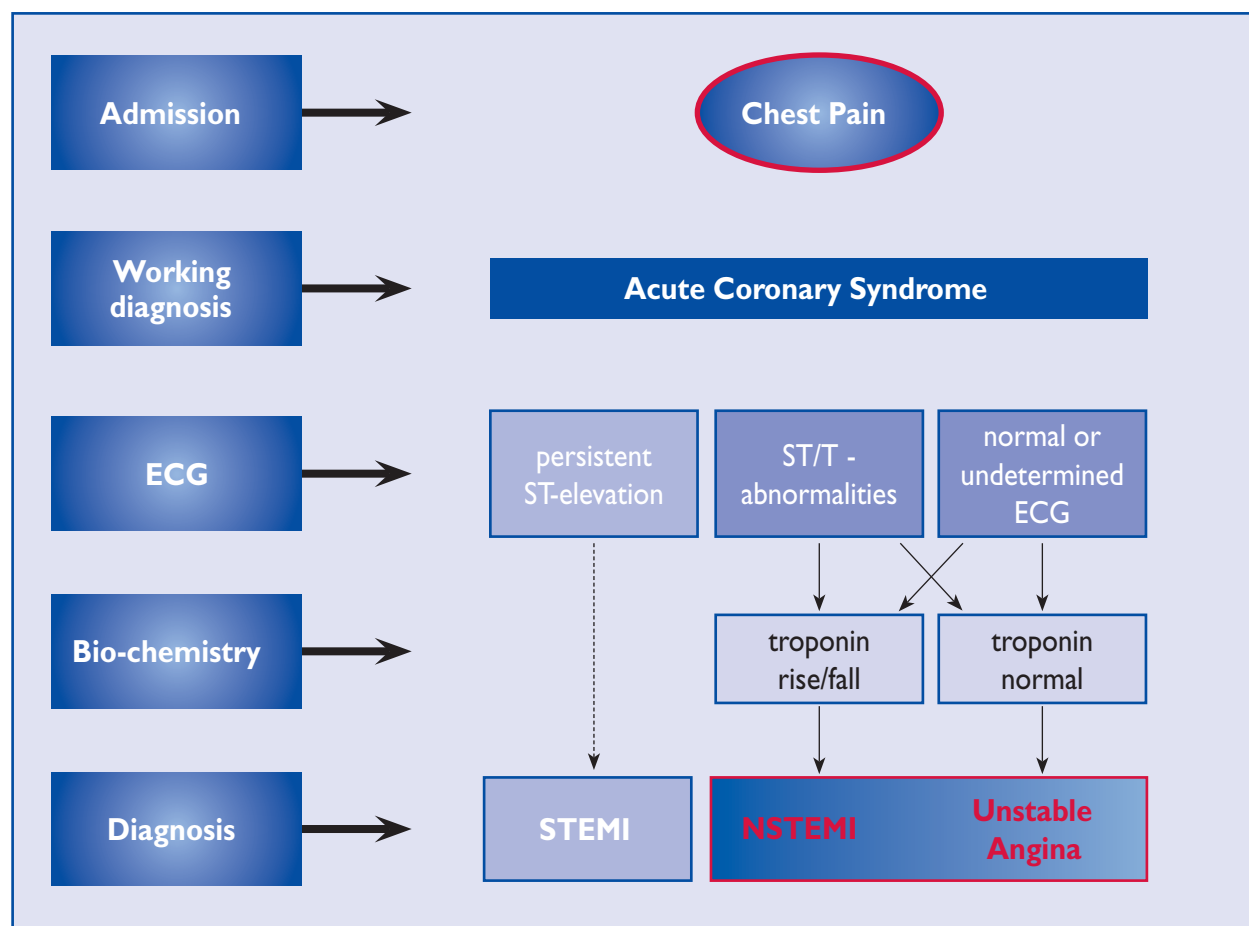 Admission
Chest Pain
Working
diagnosis
Acute Coronary Syndrome
ECG
persistent
ST-elevation
ST/T -
abnormalities
normal or
undetermined
ECG
Bio-chemistry
troponin
rise/fall
troponin
normal
Diagnosis
STEMI
NSTEMI
Unstable
Angina